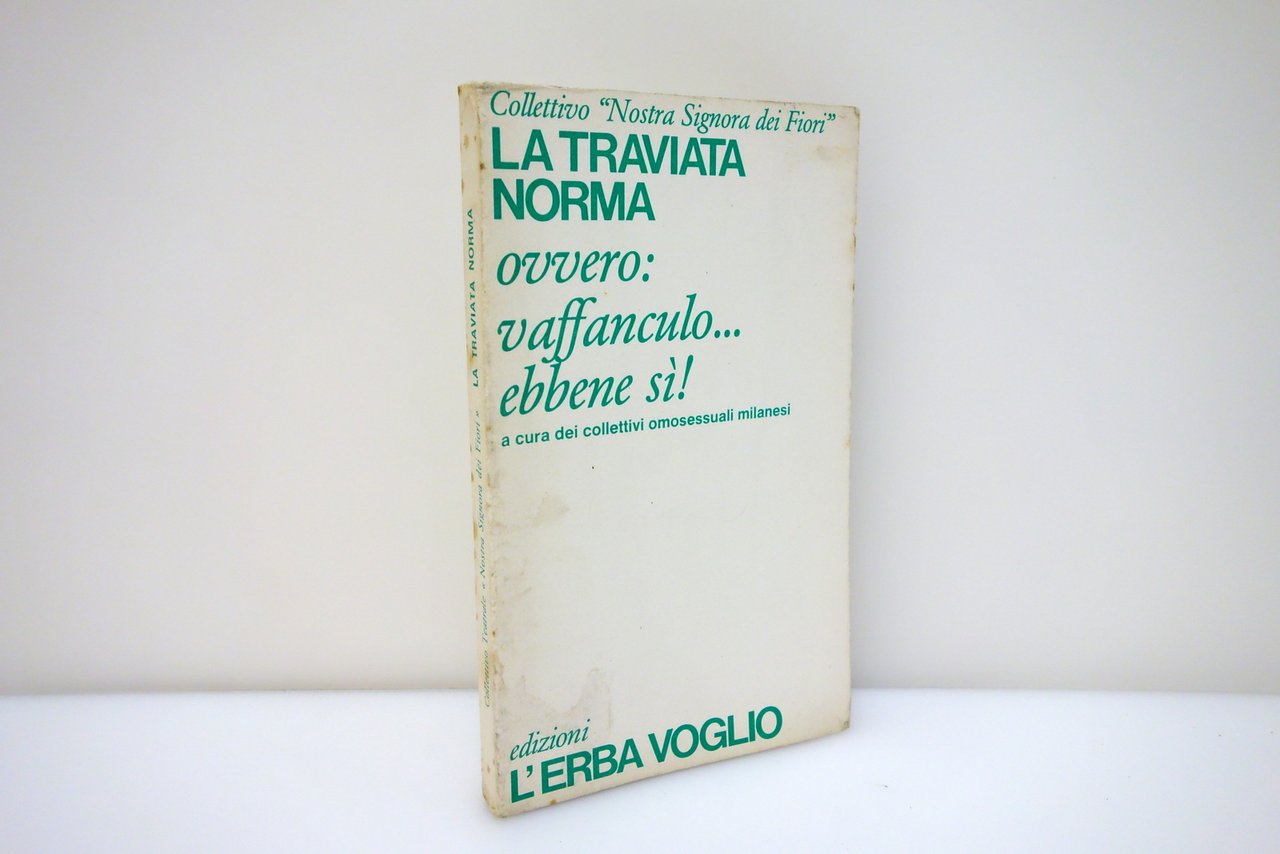 Collettivo “Nostra Signora dei Fiori”
LA TRAVIATA
NORMA
ovvero:
vaffanculo...
ebbene sì!
a cura dei collettivi omosessuali milanesi
edizioni
L'ERBA VOGLIO
Collettivo Teatrale « Nostra Signora dei Fiori » LA TRAVIATA NORMA